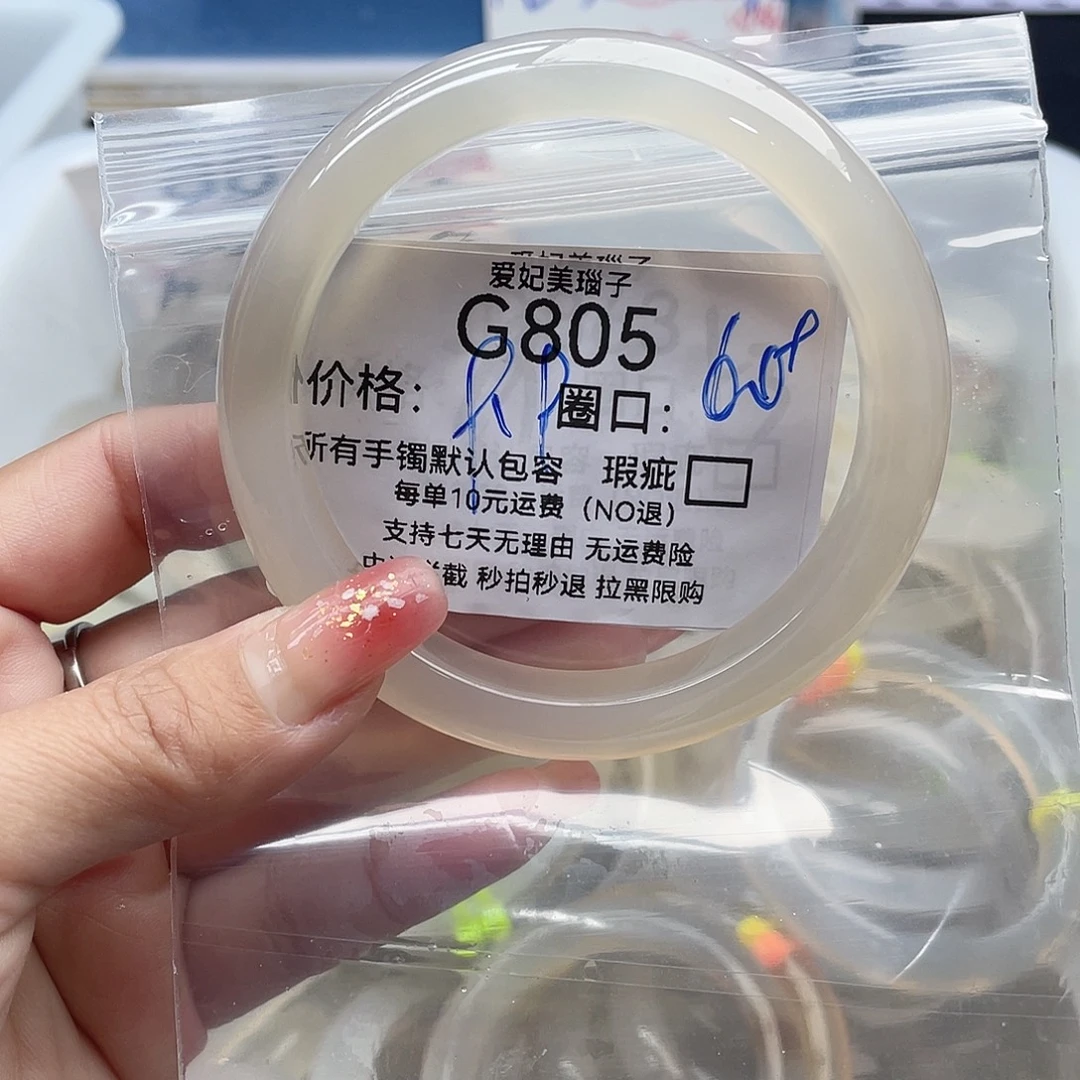 爱妃美瑙子
G805
价格： 圈口：
所有手镯默认包容 瑕疵
每单10元运费（NO退）
支持七天无理由 无运费险
截 秒拍秒退 拉黑限购